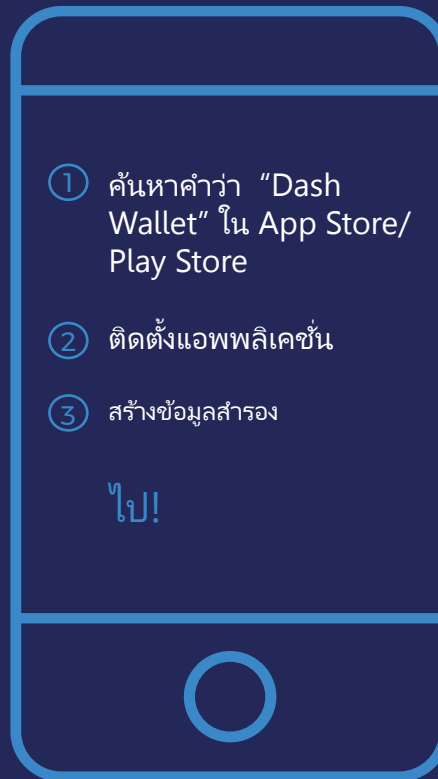 1 ค้นหาคำว่า “Dash
Wallet” ใน App Store/
Play Store
2 ติดตั้งแอพพลิเคชั่น
3 สร้างข้อมูลสำรอง
ไป!